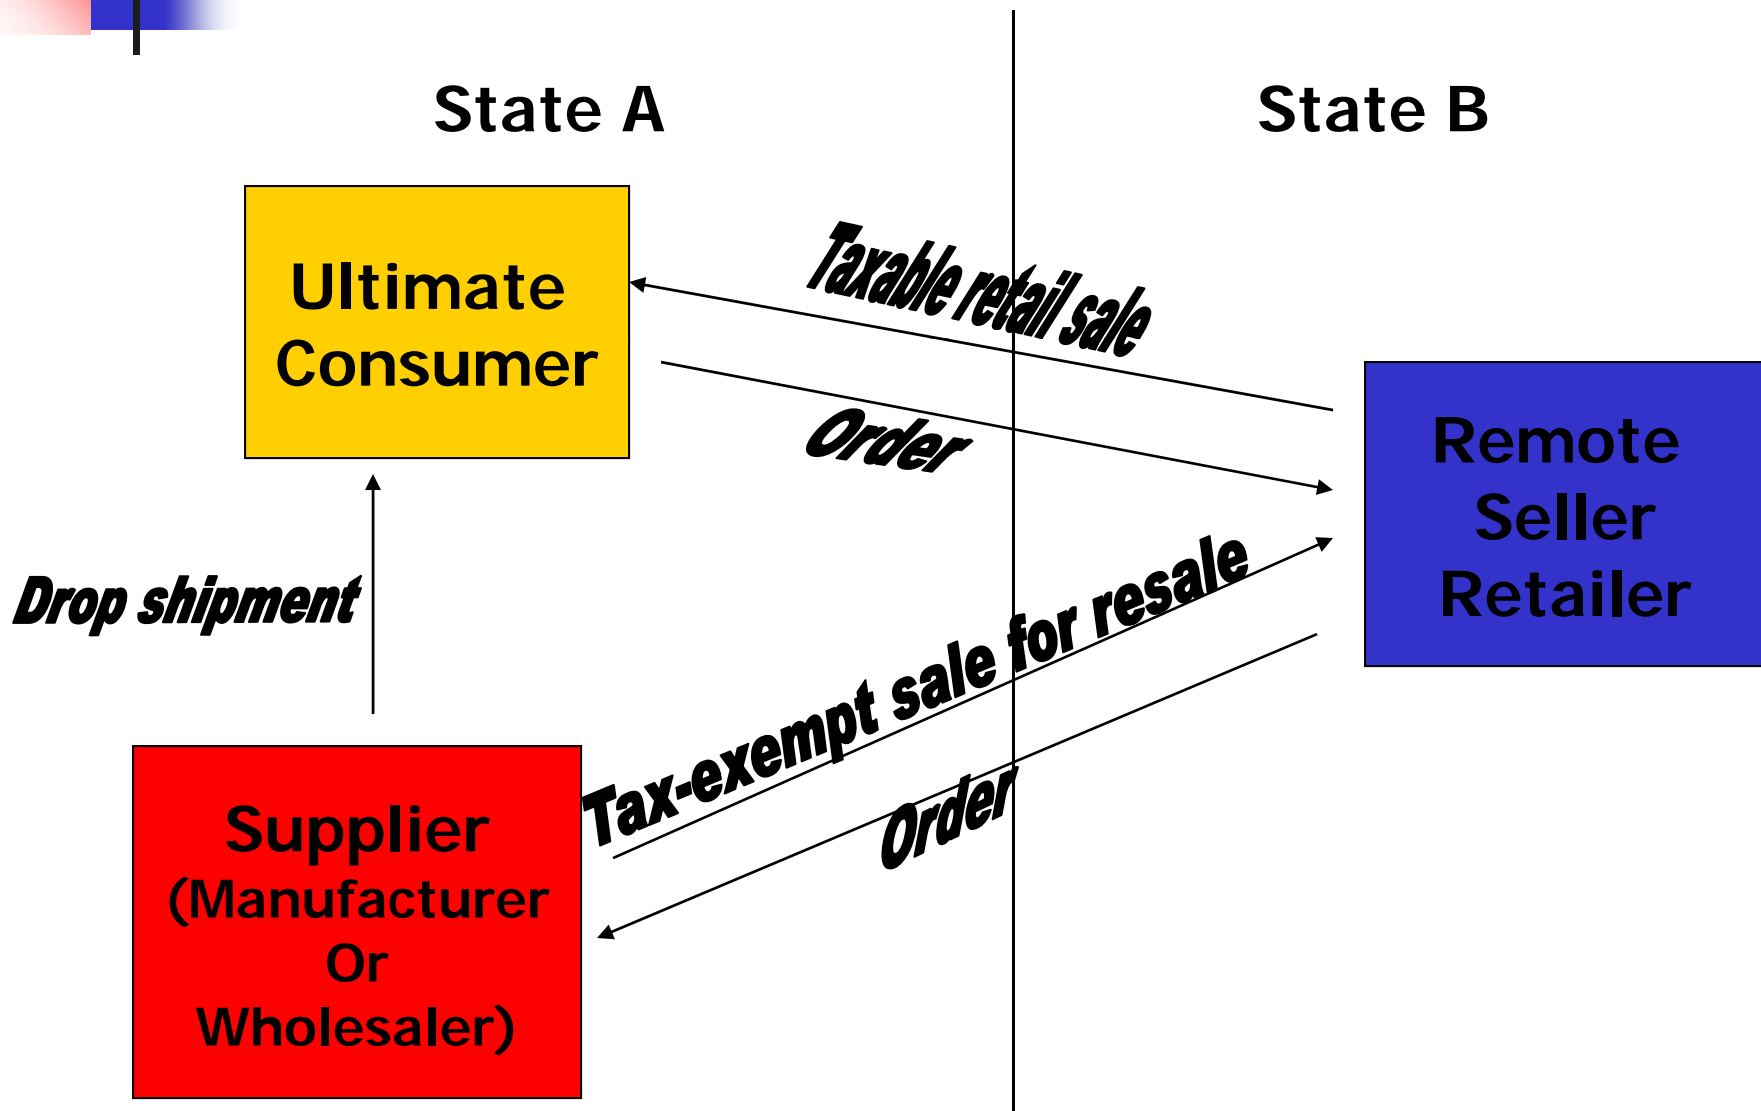 State A
State B
Ultimate
Consumer
Taxable retail sale
Order
Remote
Seller
Retailer
Drop shipment
Tax-exempt sale for resale
Order
Supplier
(Manufacturer
Or
Wholesaler)